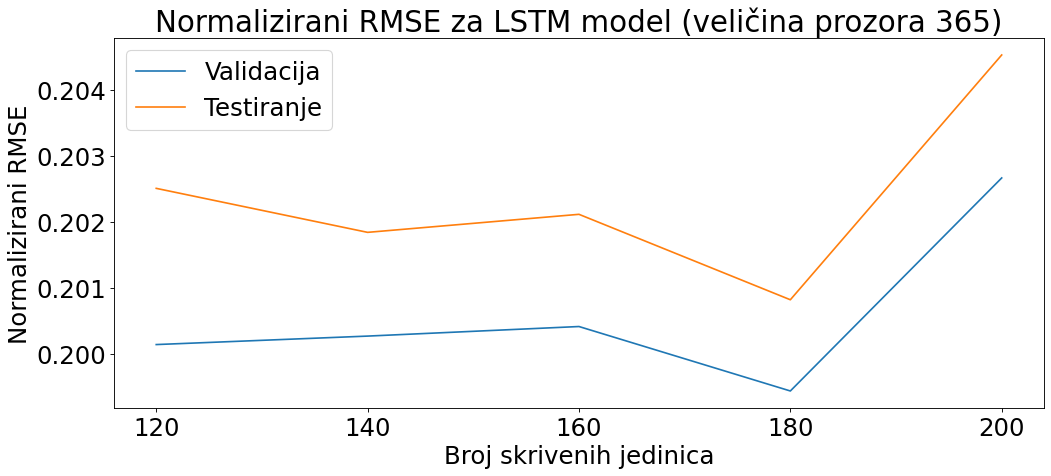 Normalizirani RMSE za LSTM model (veličina prozora 365)
Validacija
Testiranje
Normalizirani RMSE
0.204
0.203
0.202
0.201
0.200
120 140 160 180 200
Broj skrivenih jedinica